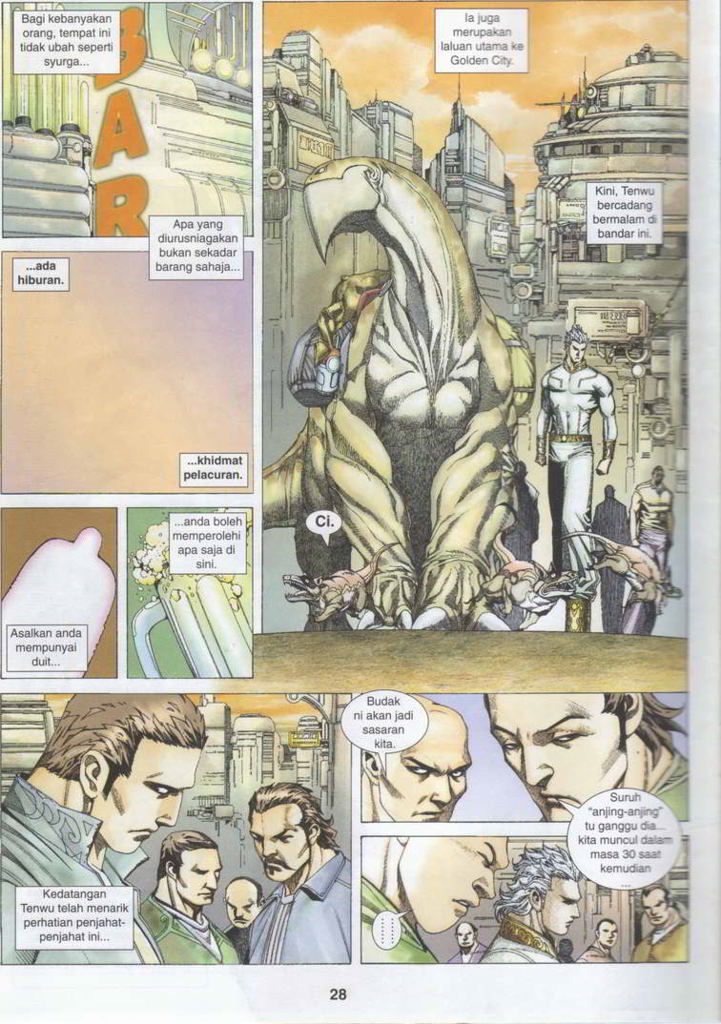 Bagi kebanyakan
orang, tempat ini
tidak ubah seperti
syurga...
BAR
Apa yang
diurusniagakan
bukan sekadar
barang sahaja...
...ada
hiburan.
...khidmat
pelacuran.
Asalkan anda
mempunyai
duit...
...anda boleh
memperolehi
apa saja di
sini.
Ia juga
merupakan
laluan utama ke
Golden City.
Kini, Tenwu
bercadang
bermalam di
bandar ini.
Ci.
Kedatangan
Tenwu telah menarik
perhatian penjahat-
penjahat ini...
Budak
ni akan jadi
sasaran
kita.
Suruh
"anjing-anjing"
tu ganggu dia...
kita muncul dalam
masa 30 saat
kemudian
...
28